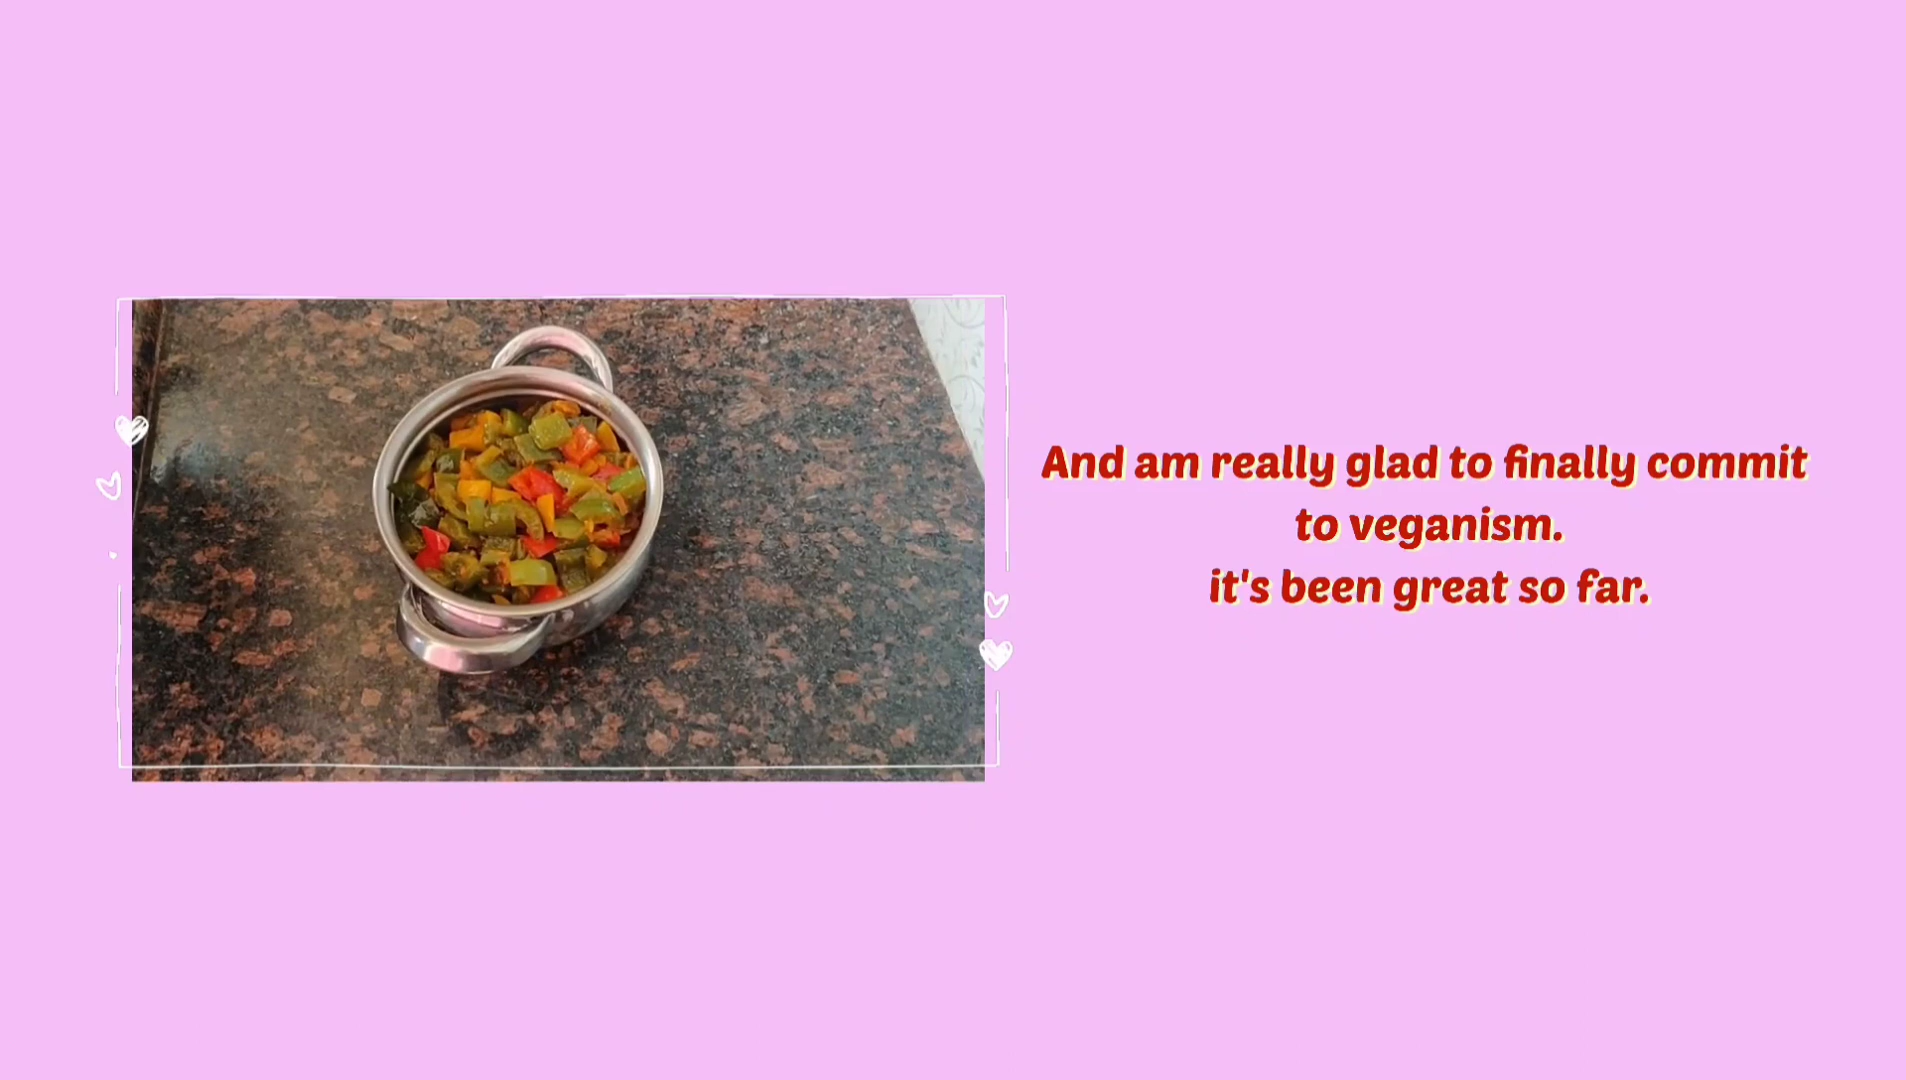 And am really glad to finally commit
to veganism.
it's been great so far.